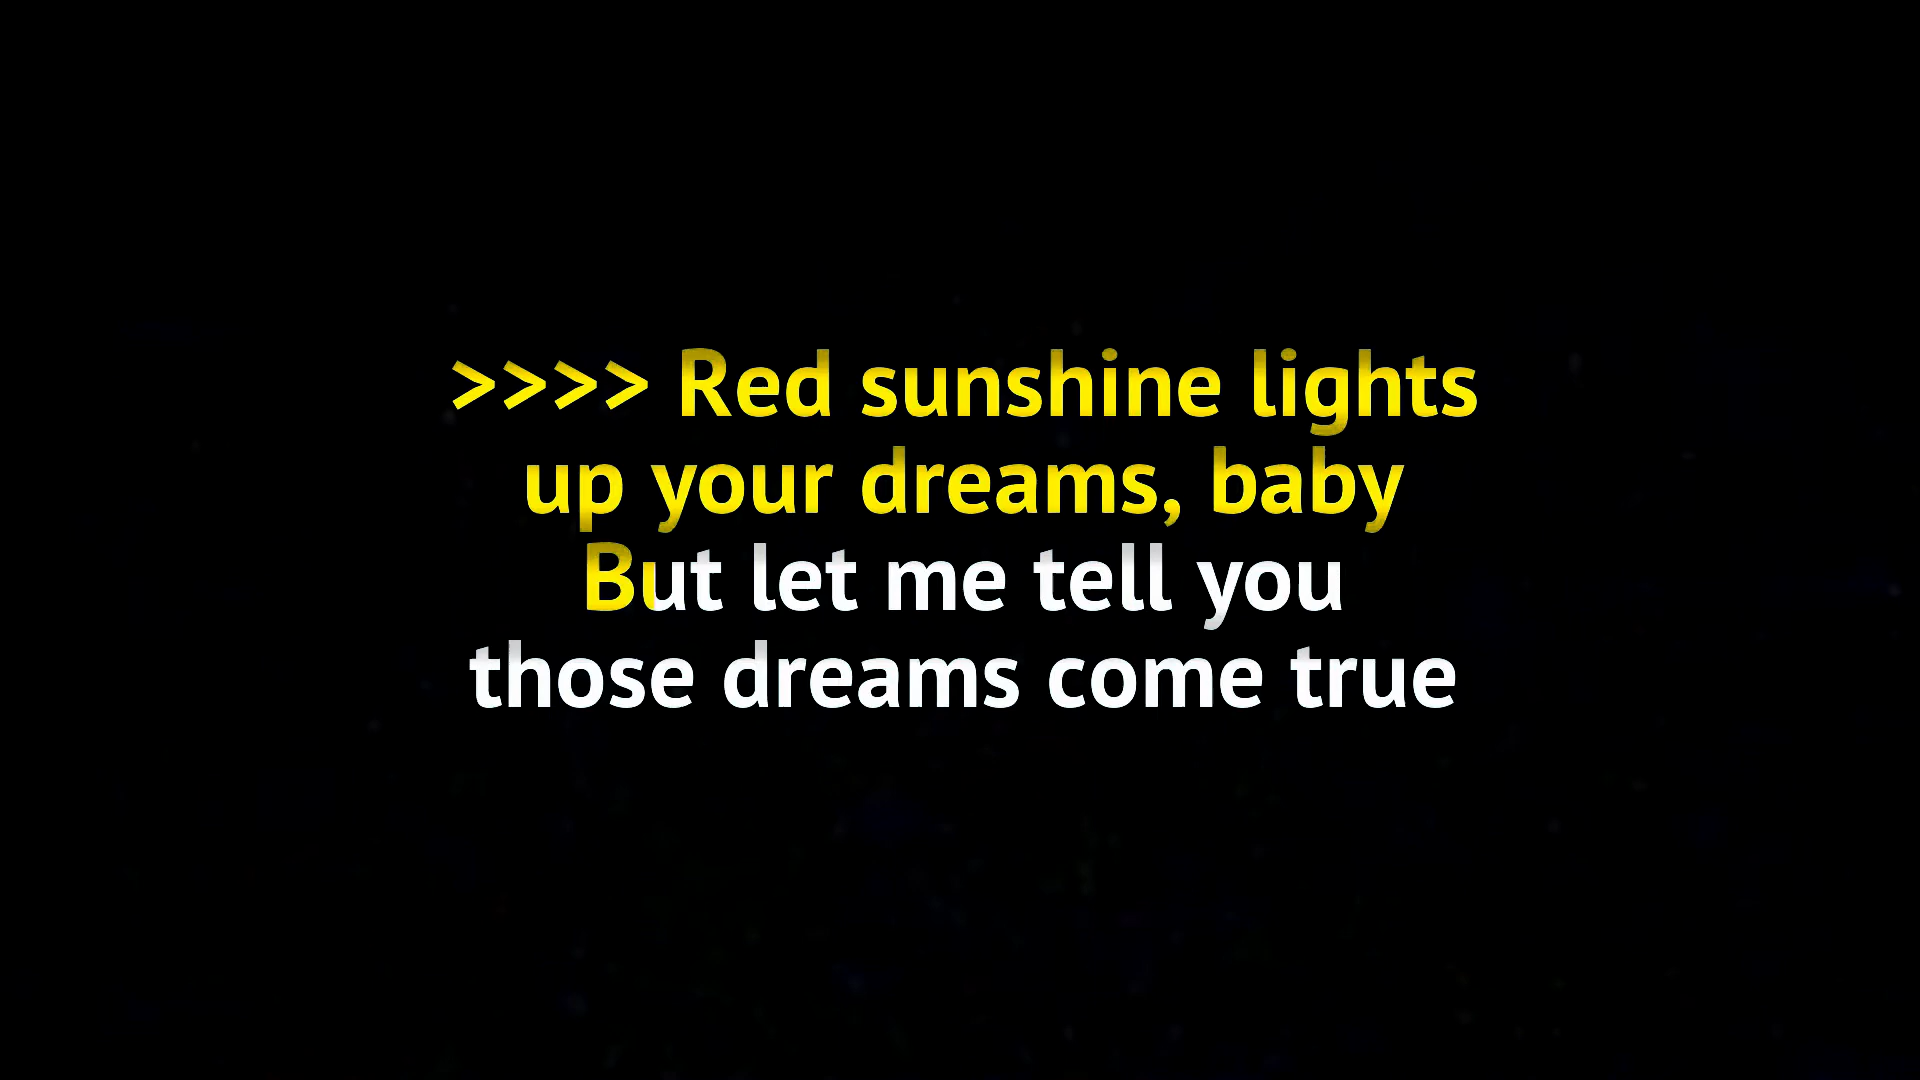 >>>> Red sunshine lights
up your dreams, baby
But let me tell you
those dreams come true